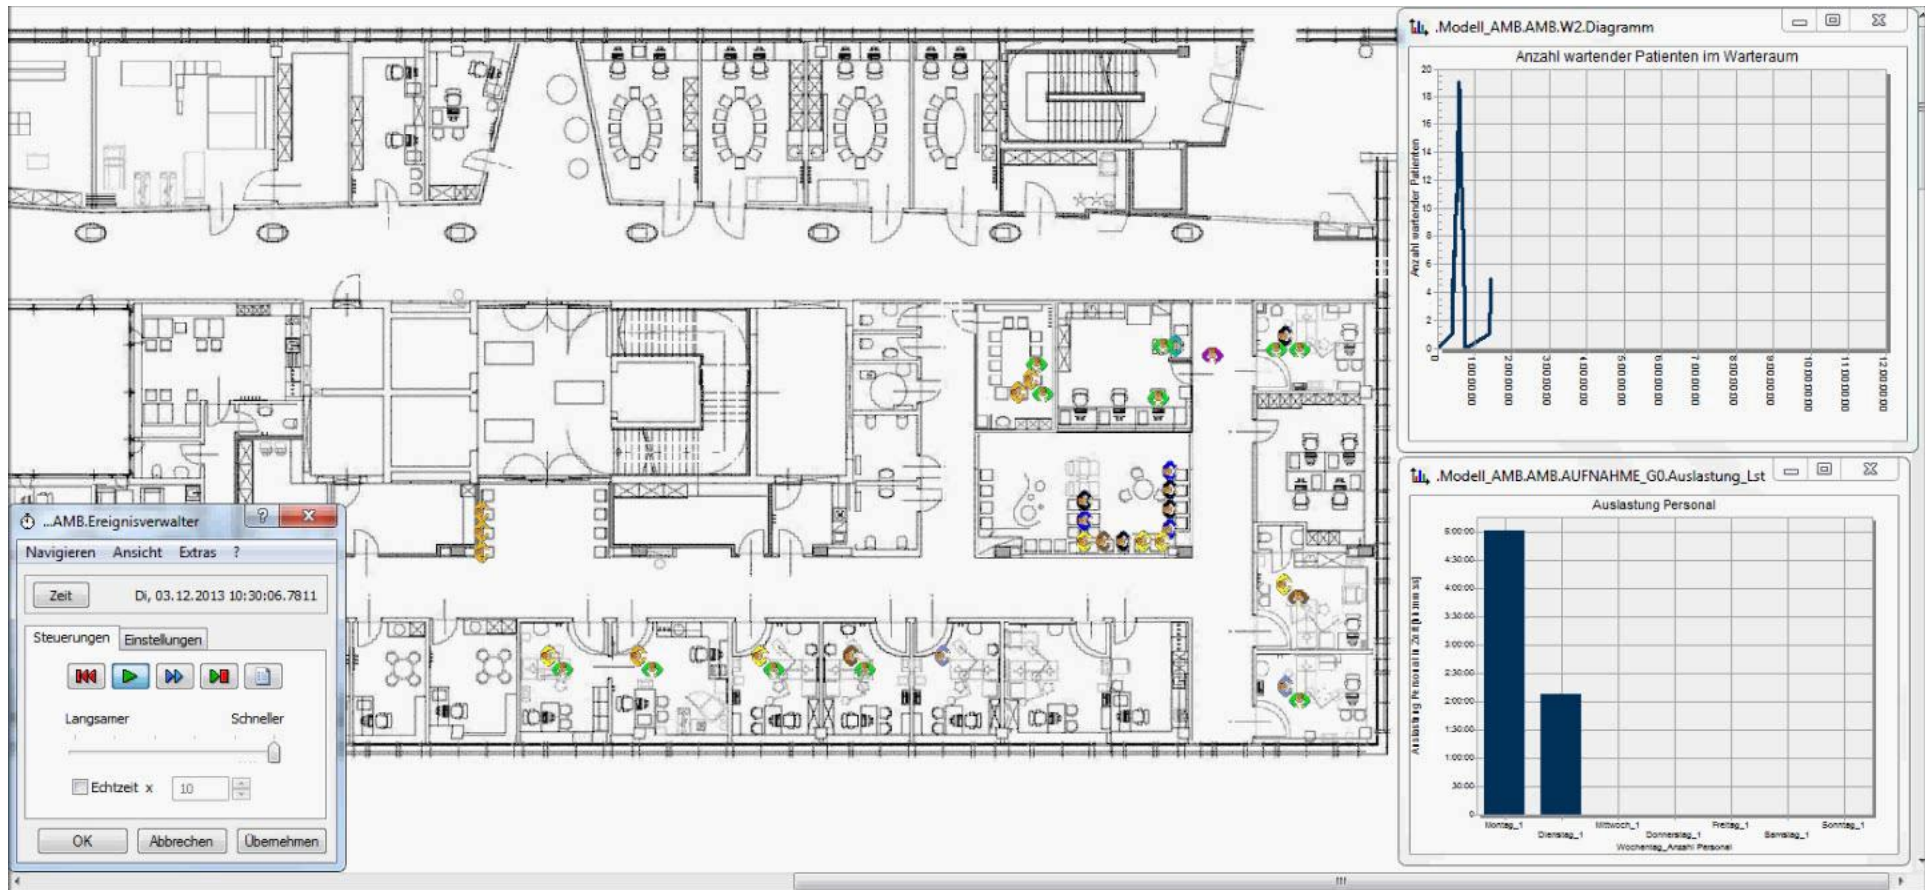 .Modell_AMB.AMB.W2.Diagramm
Anzahl wartender Patienten im Warteraum
Anzahl wartender Patienten
20
18
16
14
12
10
8
6
4
2
0
0
1:00:00:00
2:00:00:00
3:00:00:00
4:00:00:00
5:00:00:00
6:00:00:00
7:00:00:00
8:00:00:00
9:00:00:00
10:00:00:00
11:00:00:00
12:00:00:00
.Modell_AMB.AMB.AUFNAHME_G0.Auslastung_Lst
Auslastung Personal
5:00:00
4:30:00
4:00:00
3:30:00
3:00:00
2:30:00
2:00:00
1:30:00
1:00:00
30:00
0
Montag_1
Dienstag_1
Mittwoch_1
Donnerstag_1
Freitag_1
Samstag_1
Sonntag_1
Wochentag_Anzahl Personal
...AMB.Ereignisverwalter
?
Navigieren Ansicht Extras ?
Zeit Di, 03.12.2013 10:30:06.7811
Steuerungen Einstellungen
Langsamer Schneller
Echtzeit x 10
OK Abbrechen Übernehmen